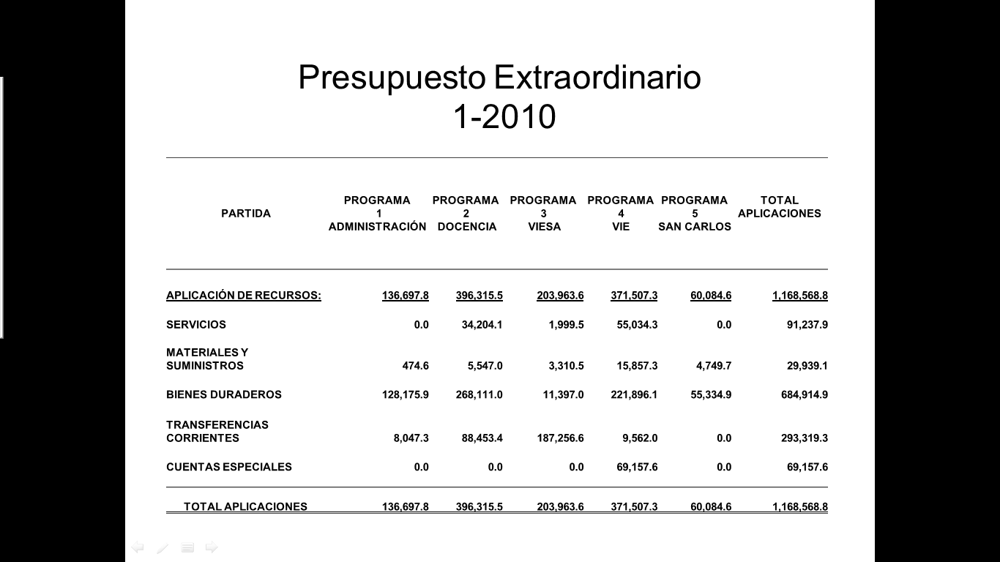 Presupuesto Extraordinario
1-2010
PARTIDA PROGRAMA 1 ADMINISTRACIÓN PROGRAMA 2 DOCENCIA PROGRAMA 3 VIESA PROGRAMA 4 VIE PROGRAMA 5 SAN CARLOS TOTAL APLICACIONES
APLICACIÓN DE RECURSOS: 136,697.8 396,315.5 203,963.6 371,507.3 60,084.6 1,168,568.8
SERVICIOS 0.0 34,204.1 1,999.5 55,034.3 0.0 91,237.9
MATERIALES Y
SUMINISTROS 474.6 5,547.0 3,310.5 15,857.3 4,749.7 29,939.1
BIENES DURADEROS 128,175.9 268,111.0 11,397.0 221,896.1 55,334.9 684,914.9
TRANSFERENCIAS
CORRIENTES 8,047.3 88,453.4 187,256.6 9,562.0 0.0 293,319.3
CUENTAS ESPECIALES 0.0 0.0 0.0 69,157.6 0.0 69,157.6
TOTAL APLICACIONES 136,697.8 396,315.5 203,963.6 371,507.3 60,084.6 1,168,568.8